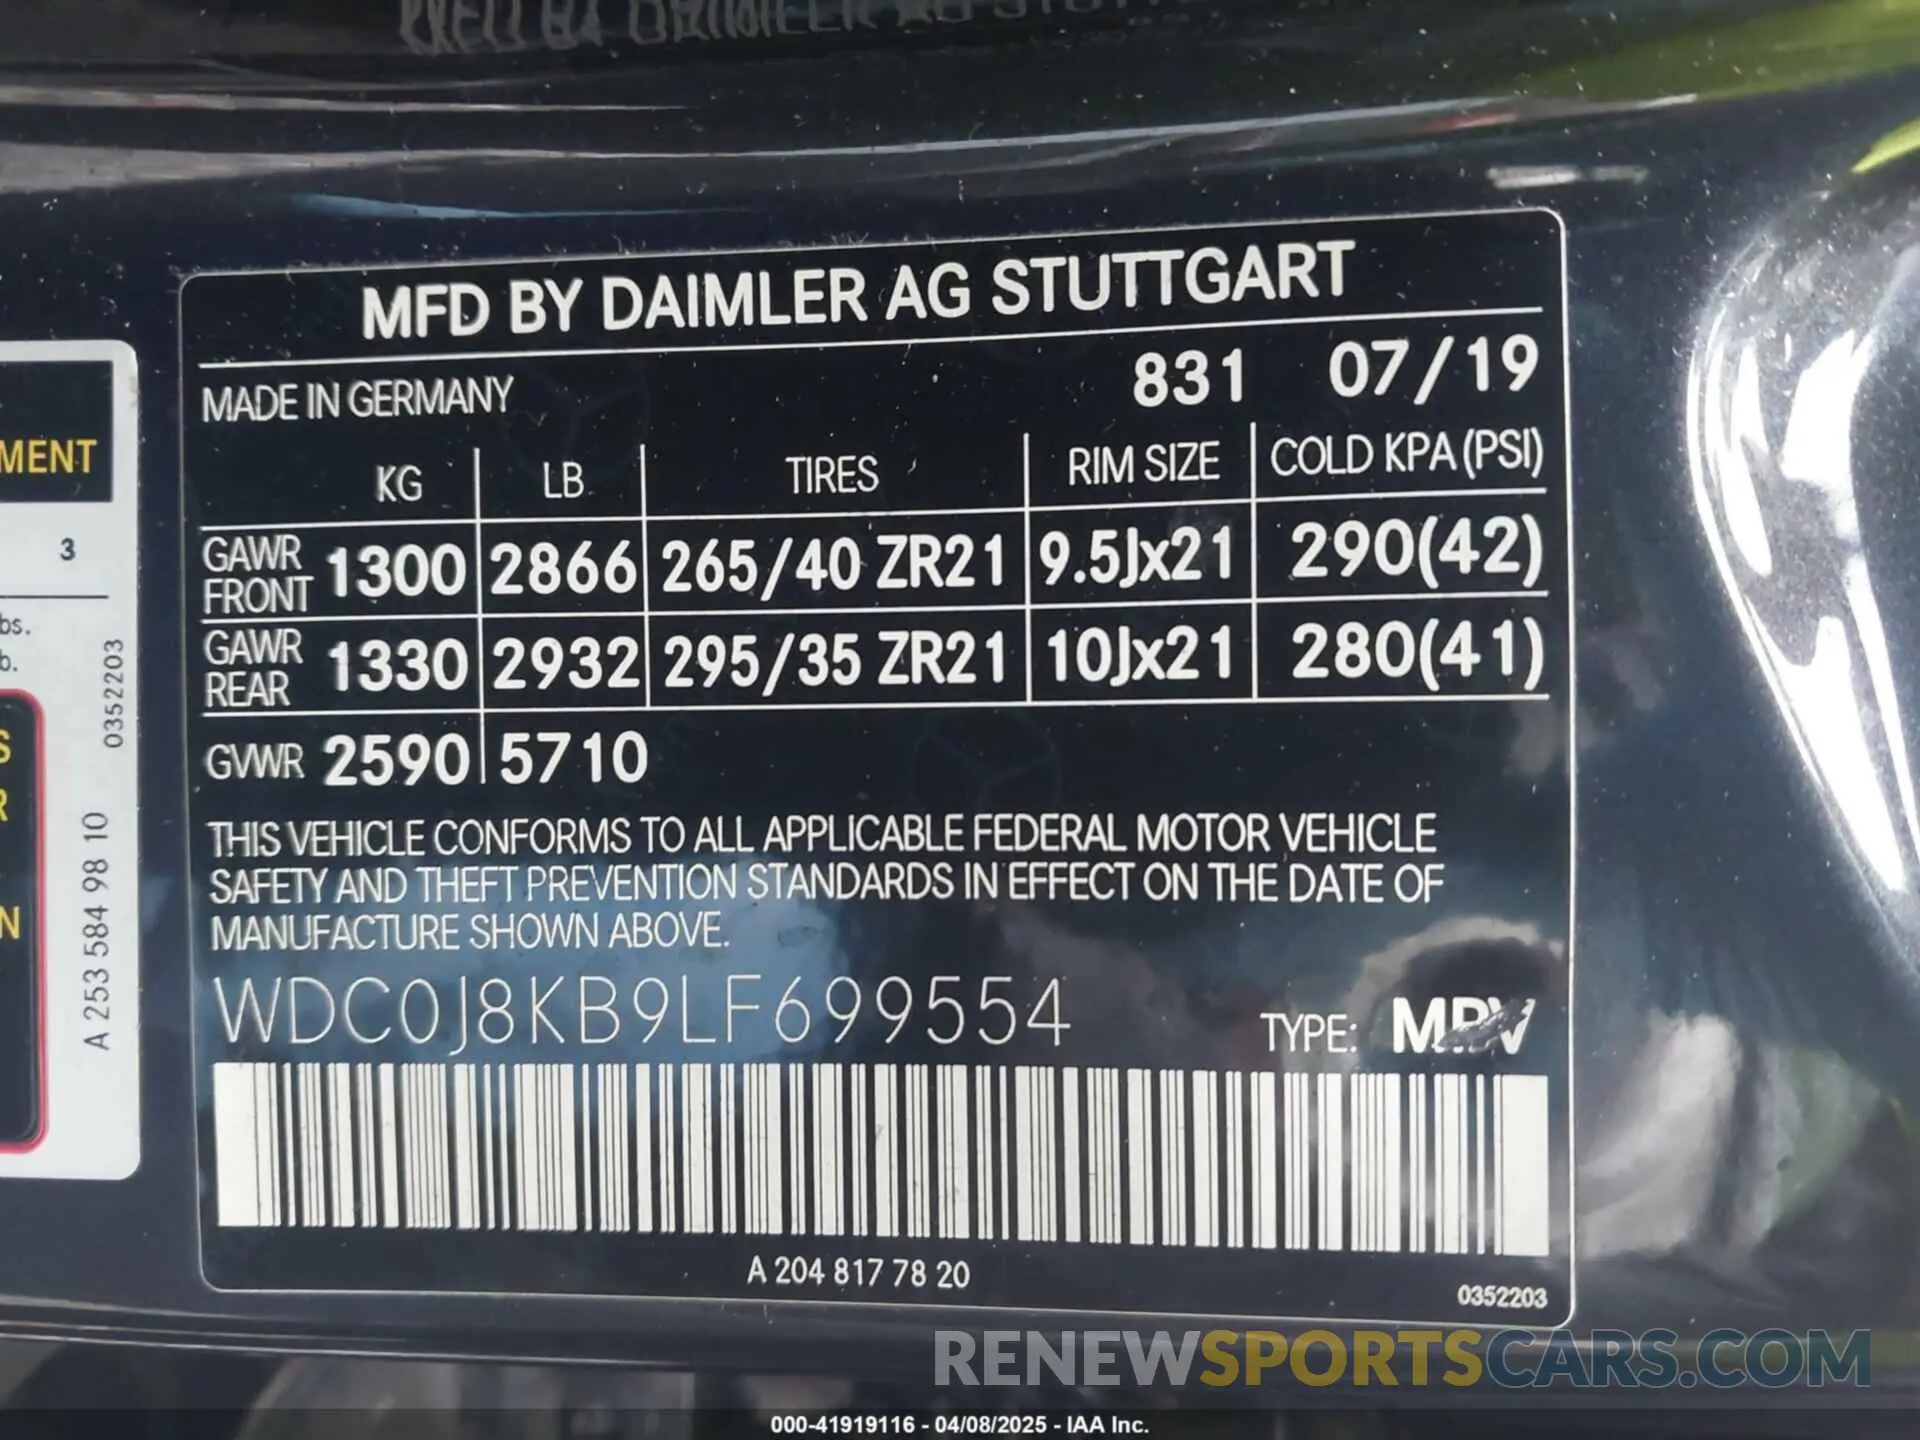 MFD BY DAIMLER AG STUTTGART
MADE IN GERMANY 831 07/19
KG LB TIRES RIM SIZE COLD KPA (PSI)
GAWR FRONT 1300 2866 265/40 ZR21 9.5Jx21 290(42)
GAWR REAR 1330 2932 295/35 ZR21 10Jx21 280(41)
GVWR 2590 5710
THIS VEHICLE CONFORMS TO ALL APPLICABLE FEDERAL MOTOR VEHICLE
SAFETY AND THEFT PREVENTION STANDARDS IN EFFECT ON THE DATE OF
MANUFACTURE SHOWN ABOVE.
WDC0J8KB9LF699554 TYPE: MPV
A 204 817 78 20
0352203
MENT
3
bs.
b.
S
R
N
0352203
A 253 584 98 10
RENEWSPORTSCARS.COM
000-41919116 - 04/08/2025 - IAA Inc.